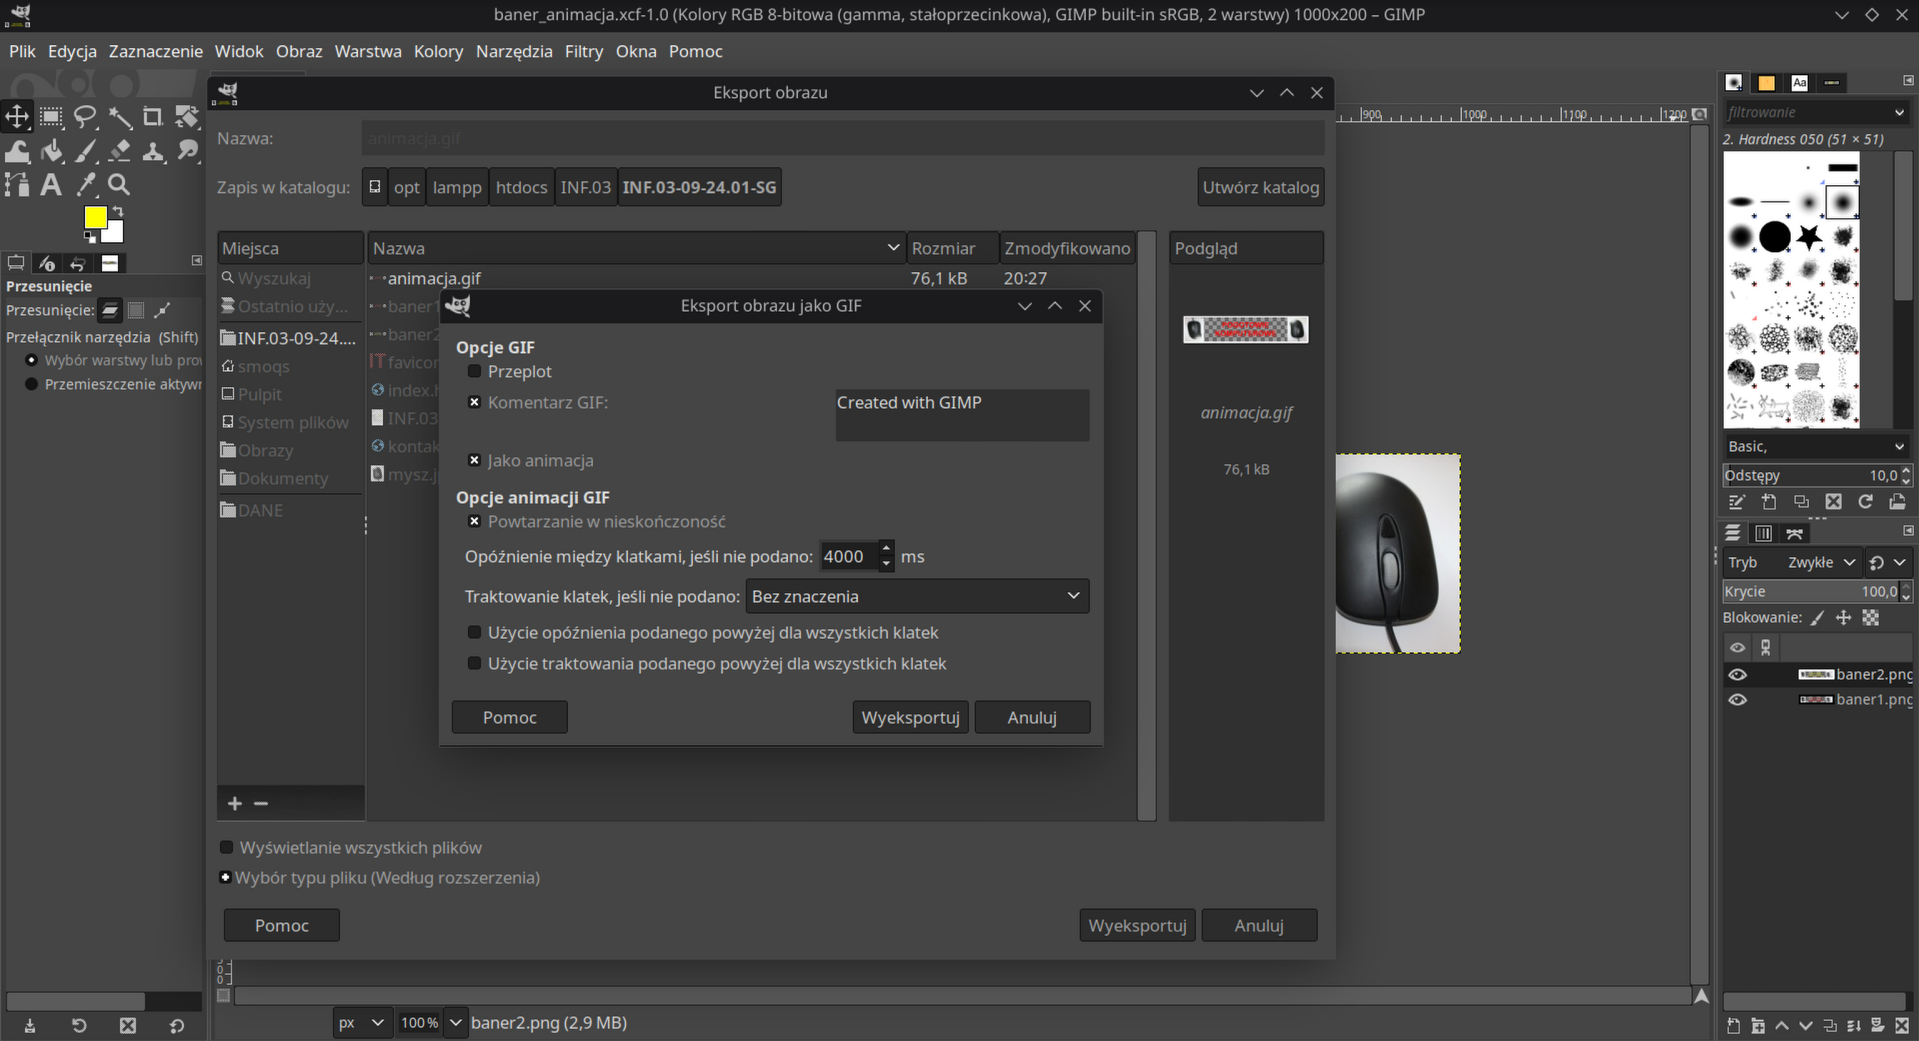 baner_animacja.xcf-1.0 (Kolory RGB 8-bitowa (gamma, stałoprzecinkowa), GIMP built-in sRGB, 2 warstwy) 1000x200 – GIMP
Plik Edycja Zaznaczenie Widok Obraz Warstwa Kolory Narzędzia Filtry Okna Pomoc
Eksport obrazu
Nazwa: animacja.gif
Zapis w katalogu: opt lampp htdocs INF.03 INF.03-09-24.01-SG Utwórz katalog
Miejsca
Wyszukaj
Ostatnio uży...
INF.03-09-24....
smoqs
Pulpit
System plików
Obrazy
Dokumenty
DANE
Nazwa Rozmiar Zmodyfikowano
animacja.gif 76,1 kB 20:27
baner1
baner2
favicon
index.h
INF.03
kontak
mysz.j
Podgląd
animacja.gif
76,1 kB
Eksport obrazu jako GIF
Opcje GIF
Przeplot
Komentarz GIF: Created with GIMP
Jako animacja
Opcje animacji GIF
Powtarzanie w nieskończoność
Opóźnienie między klatkami, jeśli nie podano: 4000 ms
Traktowanie klatek, jeśli nie podano: Bez znaczenia
Użycie opóźnienia podanego powyżej dla wszystkich klatek
Użycie traktowania podanego powyżej dla wszystkich klatek
Pomoc Wyeksportuj Anuluj
Wyświetlanie wszystkich plików
Wybór typu pliku (Według rozszerzenia)
Pomoc Wyeksportuj Anuluj
Przesunięcie
Przesunięcie:
Przełącznik narzędzia (Shift)
Wybór warstwy lub prow
Przemieszczenie aktywn
900 1000 1100 1200
px 100 % baner2.png (2,9 MB)
Aa
filtrowanie
2. Hardness 050 (51 × 51)
Basic,
Odstępy 10,0
Tryb Zwykłe
Krycie 100,0
Blokowanie:
baner2.png
baner1.png